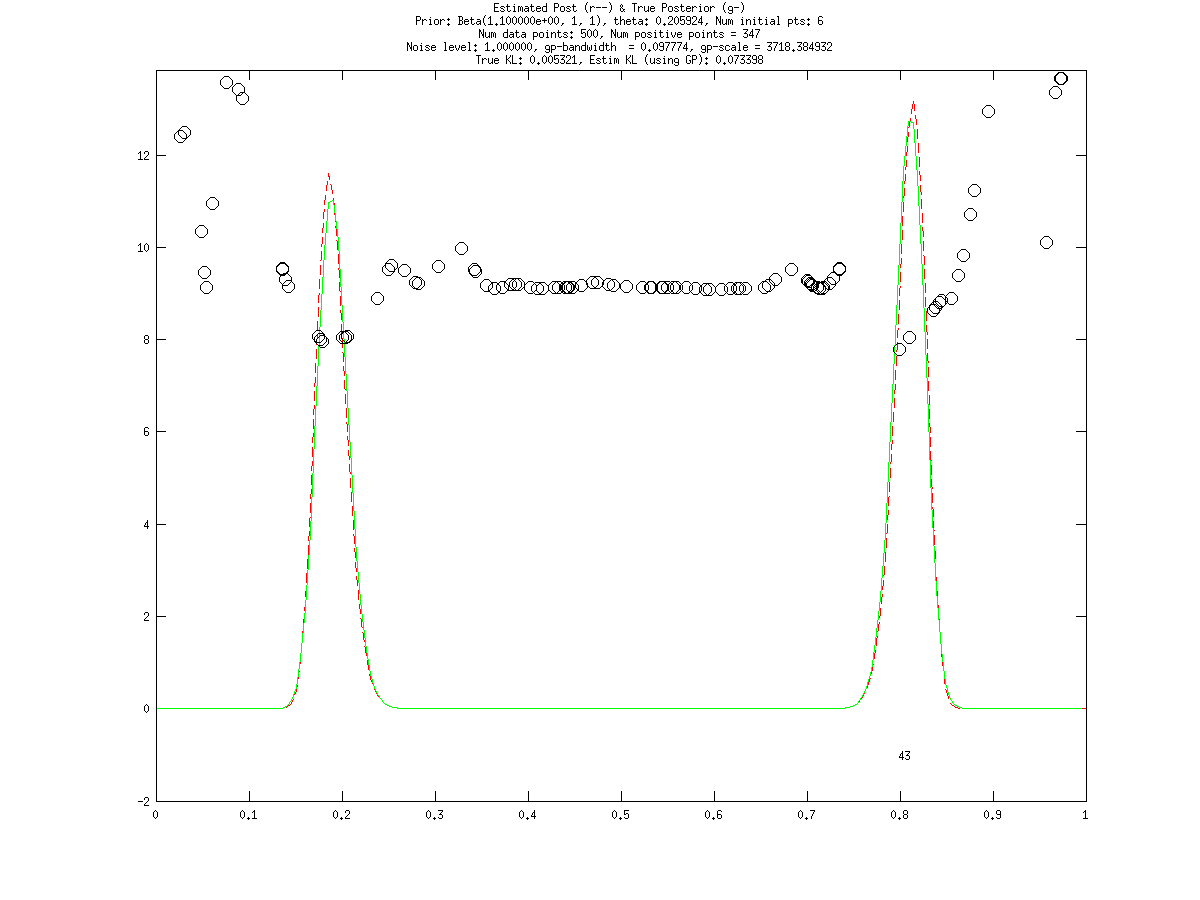 Estimated Post (r--) & True Posterior (g-)
Prior: Beta(1.100000e+00, 1, 1), theta: 0.205924, Num initial pts: 6
Num data points: 500, Num positive points = 347
Noise level: 1.000000, gp-bandwidth  = 0.097774, gp-scale = 3718.384932
True KL: 0.005321, Estim KL (using GP): 0.073398
12
10
8
6
4
2
0
43
-2
0 0.1 0.2 0.3 0.4 0.5 0.6 0.7 0.8 0.9 1